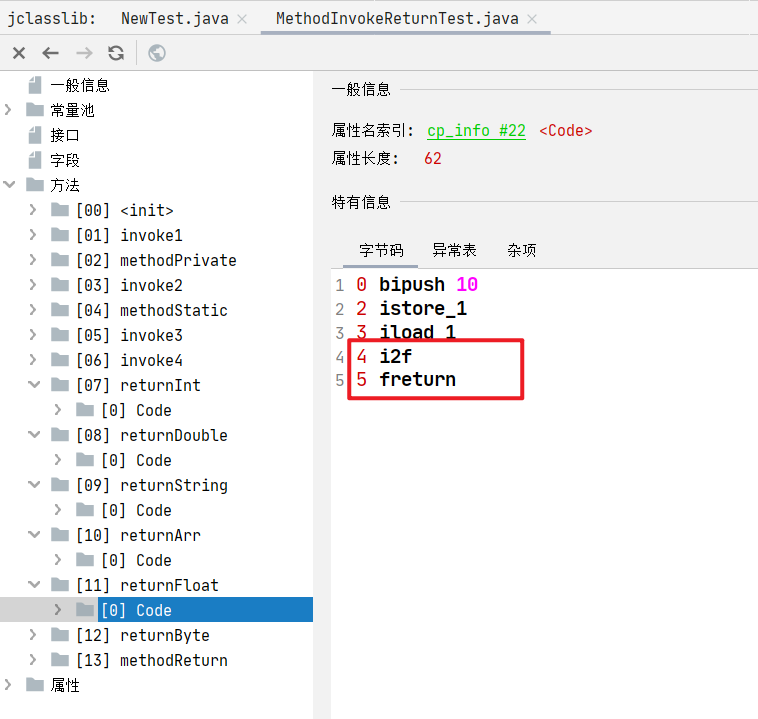 jclasslib: NewTest.java MethodInvokeReturnTest.java
一般信息
常量池
接口
字段
方法
[00] <init>
[01] invoke1
[02] methodPrivate
[03] invoke2
[04] methodStatic
[05] invoke3
[06] invoke4
[07] returnInt
[0] Code
[08] returnDouble
[0] Code
[09] returnString
[0] Code
[10] returnArr
[0] Code
[11] returnFloat
[0] Code
[12] returnByte
[13] methodReturn
属性
一般信息
属性名索引: cp_info #22 <Code>
属性长度: 62
特有信息
字节码 异常表 杂项
1 0 bipush 10
2 2 istore_1
3 3 iload_1
4 4 i2f
5 5 freturn